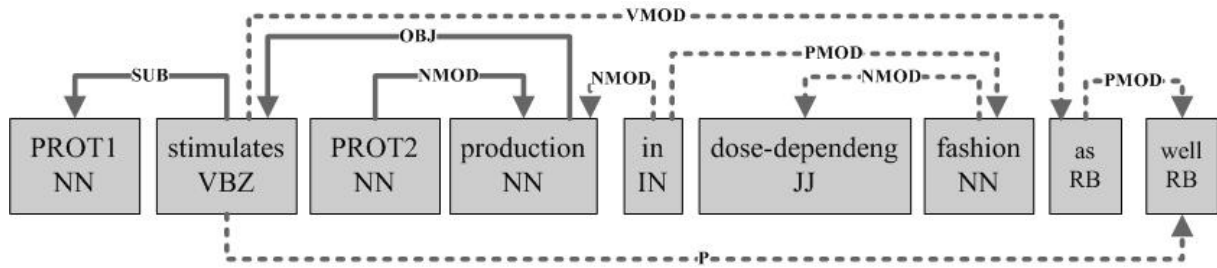 VMOD
OBJ
PMOD
SUB NMOD NMOD NMOD PMOD
PROT1 stimulates PROT2 production in dose-dependeng fashion as well
NN VBZ NN NN IN JJ NN RB RB
P